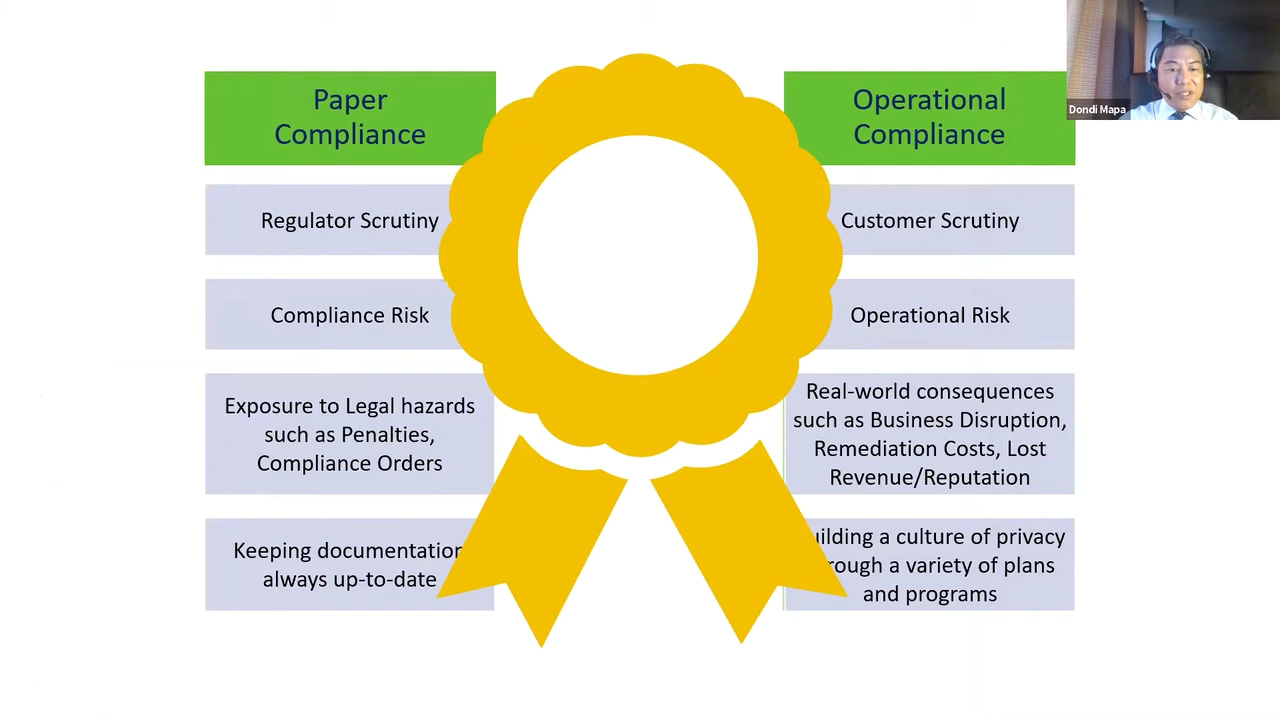 Paper
Compliance
Regulator Scrutiny
Compliance Risk
Exposure to Legal hazards
such as Penalties,
Compliance Orders
Keeping documentation
always up-to-date
Operational
Compliance
Customer Scrutiny
Operational Risk
Real-world consequences
such as Business Disruption,
Remediation Costs, Lost
Revenue/Reputation
uilding a culture of privacy
rough a variety of plans
and programs
Dondi Mapa